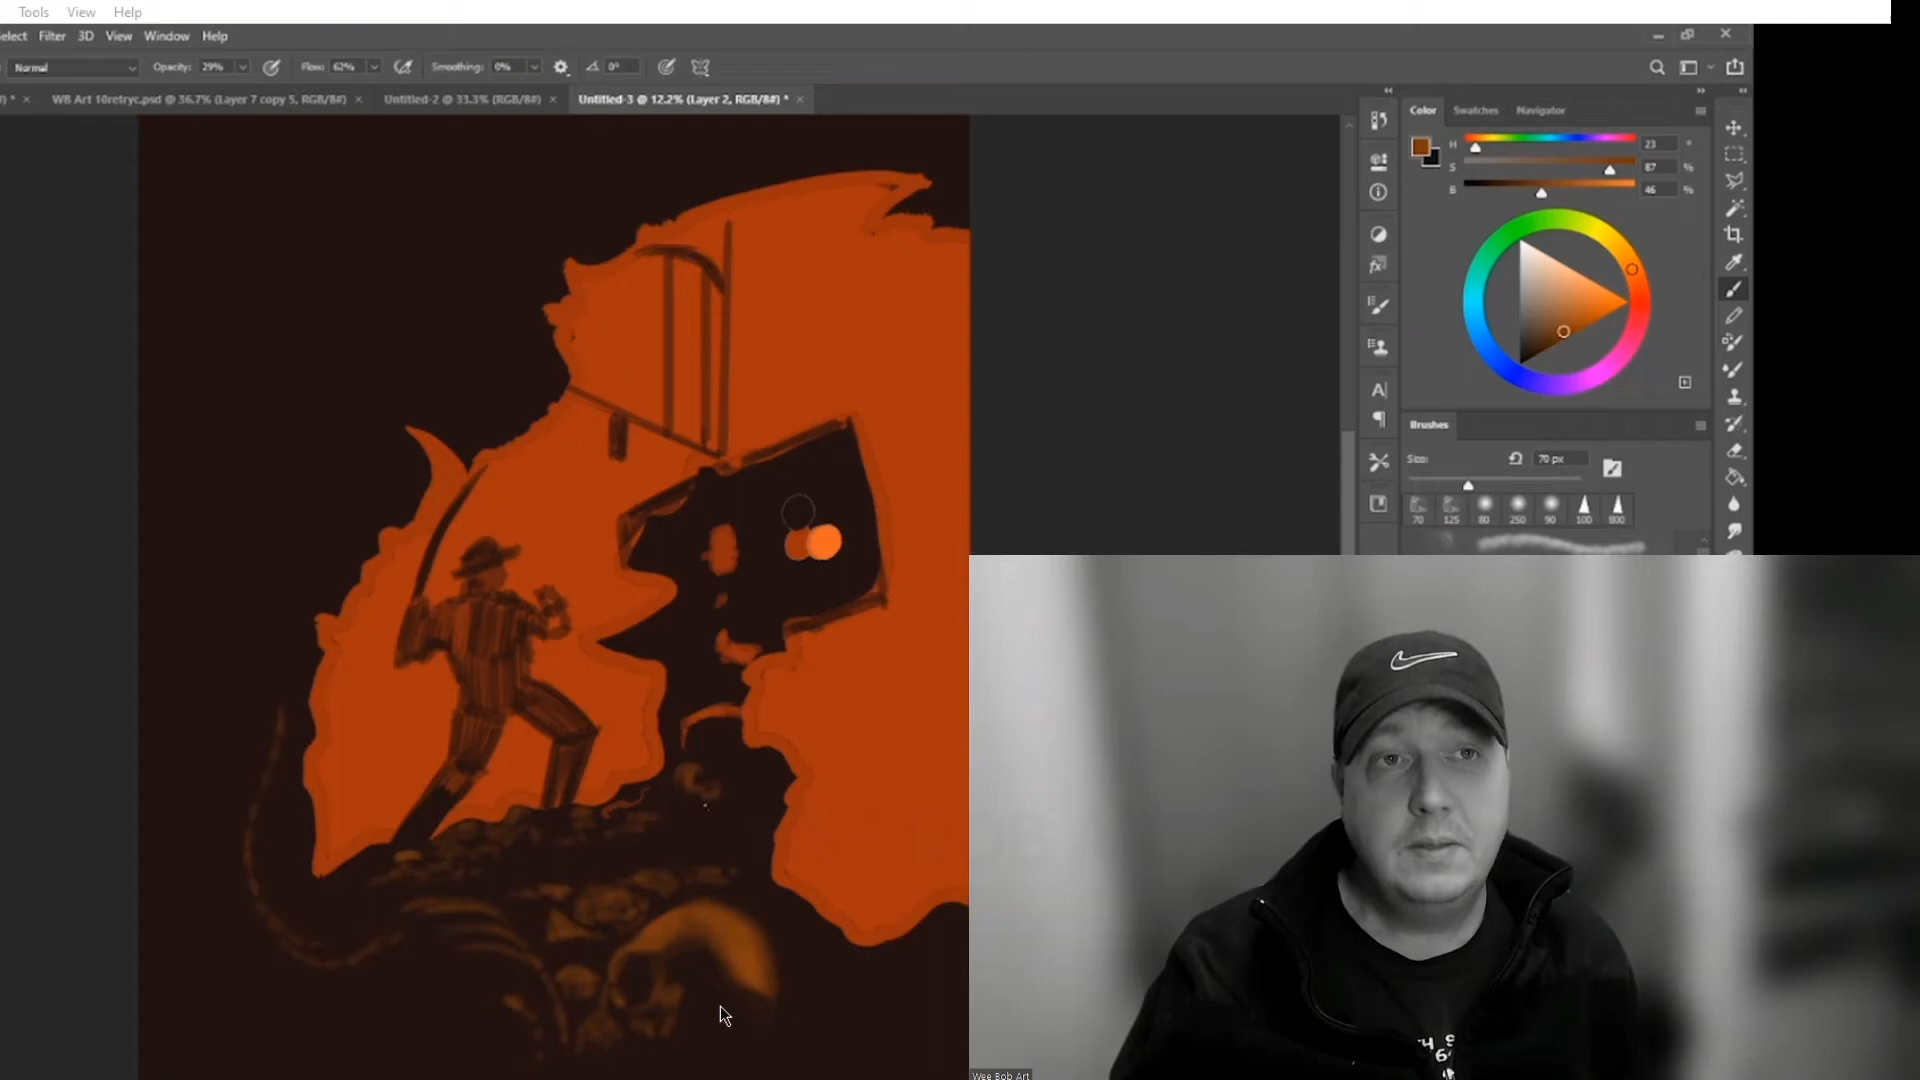 Tools View Help
elect Filter 3D View Window Help
Normal Opacity: 29% Flow: 62% Smoothing: 0% 0°
) * × WB Art 10retryc.psd @ 36.7% (Layer 7 copy 5, RGB/8#) × Untitled-2 @ 33.3% (RGB/8#) × Untitled-3 @ 12.2% (Layer 2, RGB/8#) * ×
Color Swatches Navigator
H 23 °
S 87 %
B 46 %
Brushes
Size: 70 px
70 125 80 250 90 100 800
Wee Bob Art